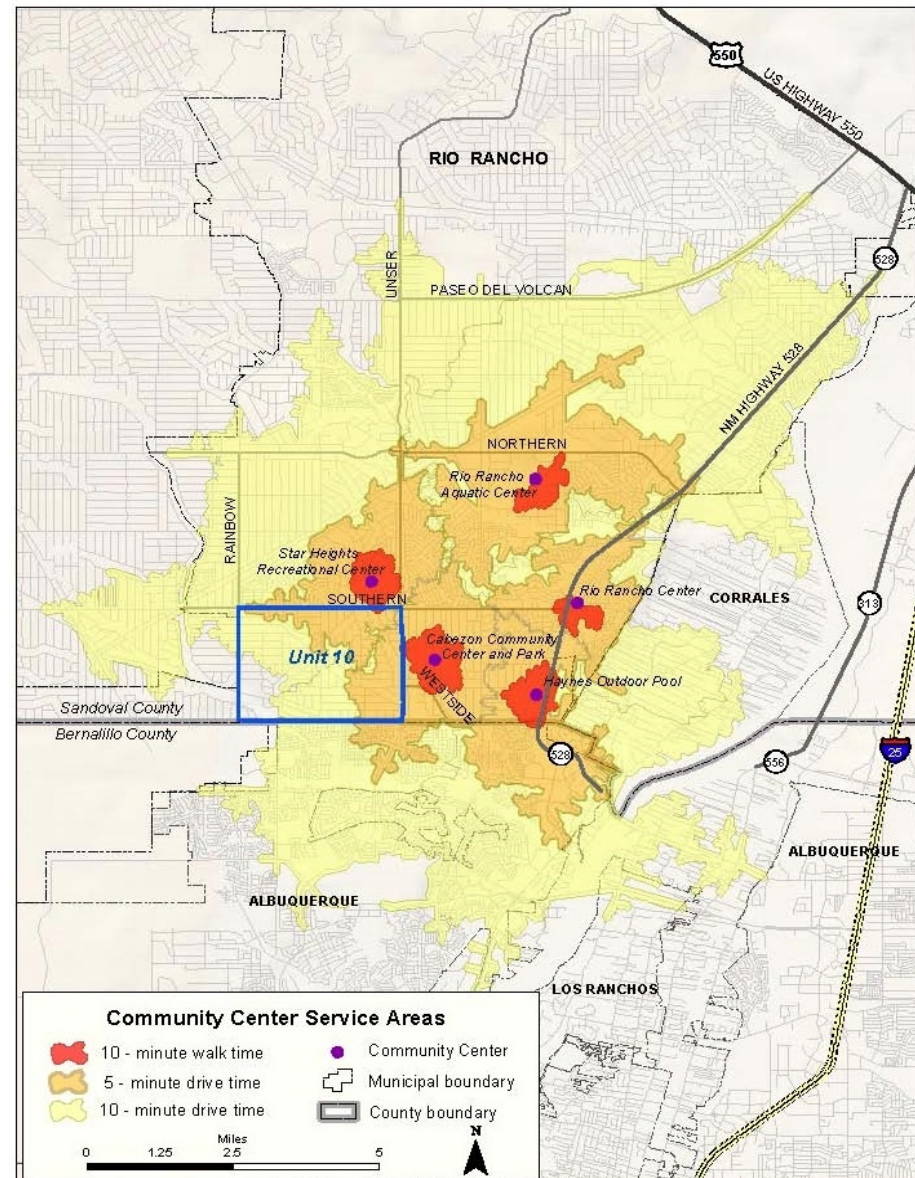 550
US HIGHWAY 550
RIO RANCHO
528
UNSER
PASEO DEL VOLCAN
NM HIGHWAY 528
NORTHERN
Rio Rancho
Aquatic Center
RAINBOW
Star Heights
Recreational Center
SOUTHERN
Rio Rancho Center
CORRALES
313
Unit 10
Cabezon Community
Center and Park
WESTSIDE
Haynes Outdoor Pool
Sandoval County
Bernalillo County
528
556
25
ALBUQUERQUE
ALBUQUERQUE
LOS RANCHOS
Community Center Service Areas
10 - minute walk time
Community Center
5 - minute drive time
Municipal boundary
10 - minute drive time
County boundary
Miles
0 1.25 2.5 5
N